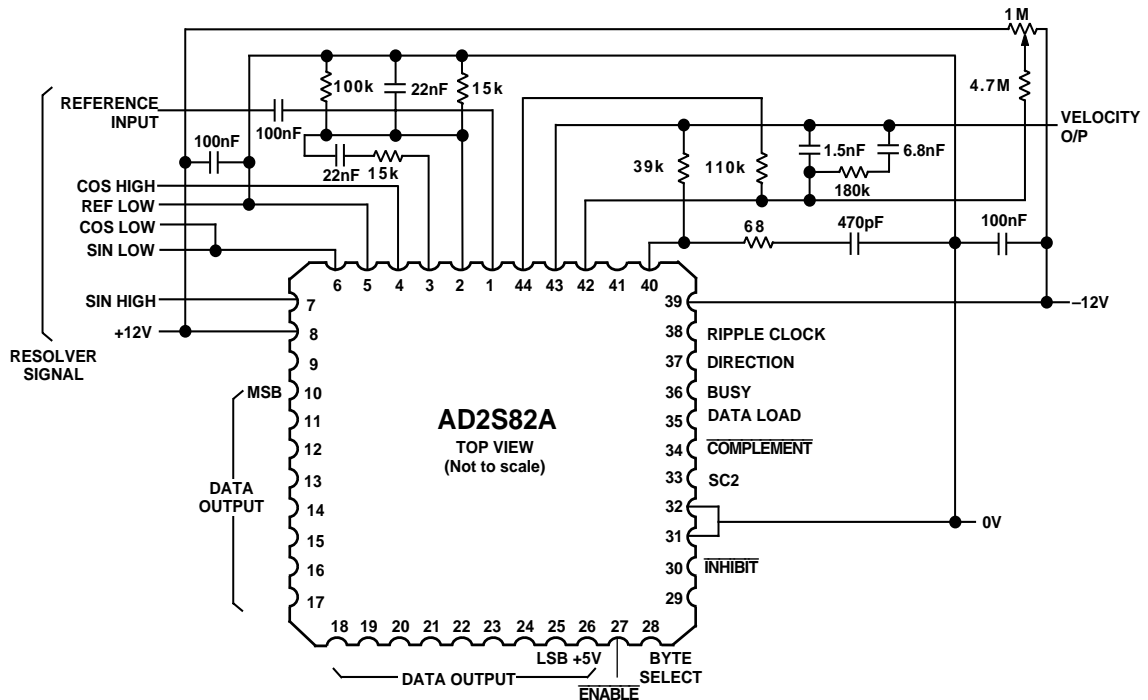 1M
100k
22nF
15k
4.7M
REFERENCE
INPUT
100nF
VELOCITY
O/P
100nF
22nF
15k
39k
110k
1.5nF
6.8nF
180k
COS HIGH
REF LOW
COS LOW
SIN LOW
68
470pF
100nF
6 5 4 3 2 1 44 43 42 41 40
SIN HIGH
7
39
–12V
+12V
8
38
RIPPLE CLOCK
RESOLVER
SIGNAL
9
37
DIRECTION
MSB
10
36
BUSY
11
35
DATA LOAD
AD2S82A
TOP VIEW
(Not to scale)
12
34
COMPLEMENT
13
33
SC2
DATA
OUTPUT
14
32
0V
15
31
16
30
INHIBIT
17
29
18 19 20 21 22 23 24 25 26 27 28
LSB +5V
BYTE
SELECT
DATA OUTPUT
ENABLE